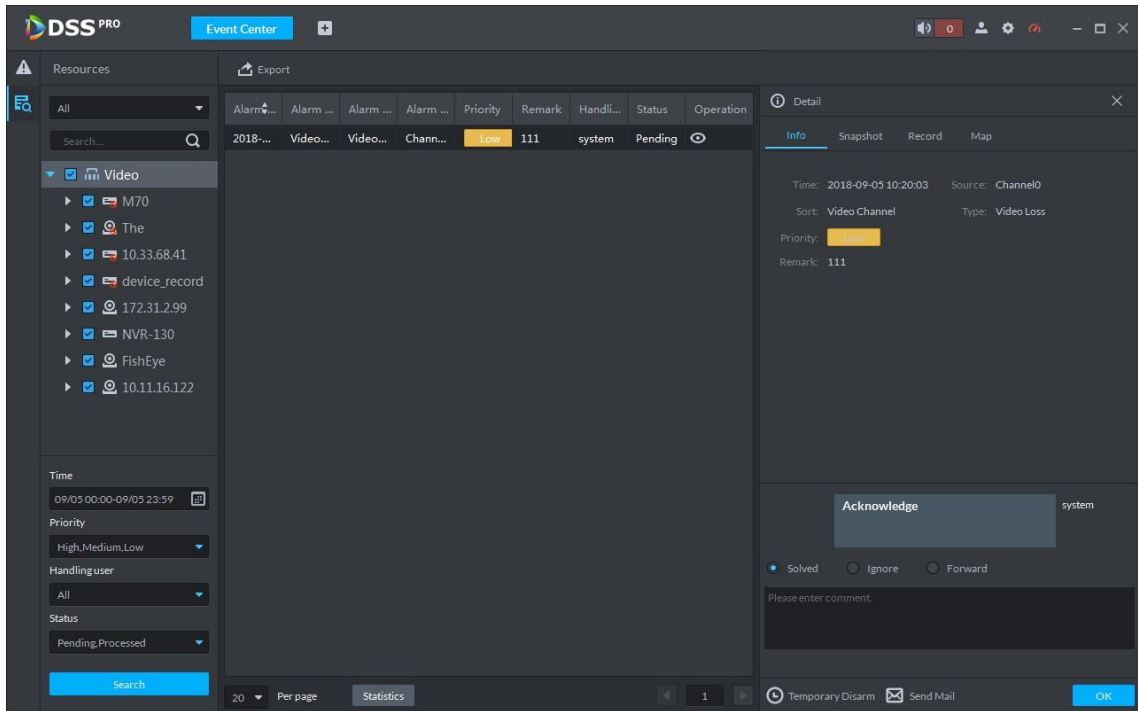 DSS PRO
Event Center
0
Resources
Export
All
Search...
Video
M70
The
10.33.68.41
device_record
172.31.2.99
NVR-130
FishEye
10.11.16.122
Time
09/05 00:00-09/05 23:59
Priority
High,Medium,Low
Handling user
All
Status
Pending,Processed
Search
Alarm... Alarm ... Alarm ... Alarm ... Priority Remark Handli... Status Operation
2018-... Video... Video... Chann... Low 111 system Pending
20 Per page Statistics 1
Detail
Info Snapshot Record Map
Time: 2018-09-05 10:20:03 Source: Channel0
Sort: Video Channel Type: Video Loss
Priority: Low
Remark: 111
Acknowledge system
Solved Ignore Forward
Please enter comment.
Temporary Disarm Send Mail OK